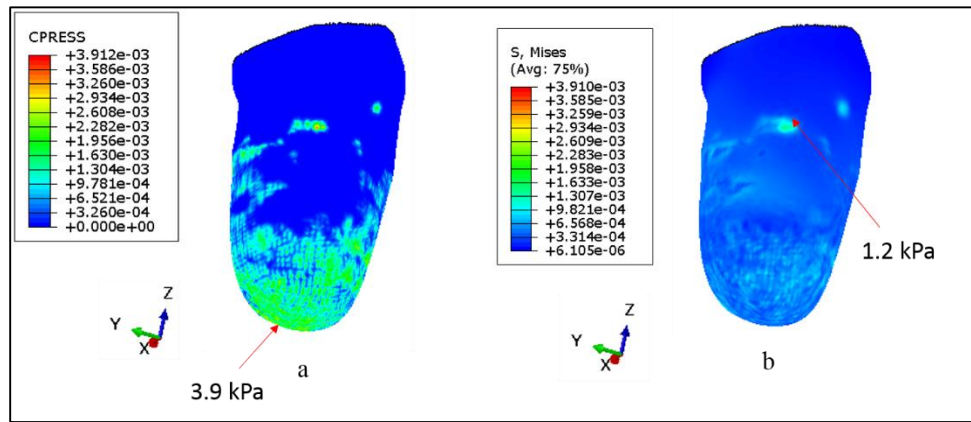 CPRESS
+3.912e-03
+3.586e-03
+3.260e-03
+2.934e-03
+2.608e-03
+2.282e-03
+1.956e-03
+1.630e-03
+1.304e-03
+9.781e-04
+6.521e-04
+3.260e-04
+0.000e+00
Z
Y
X
3.9 kPa
a
S, Mises
(Avg: 75%)
+3.910e-03
+3.585e-03
+3.259e-03
+2.934e-03
+2.609e-03
+2.283e-03
+1.958e-03
+1.633e-03
+1.307e-03
+9.821e-04
+6.568e-04
+3.314e-04
+6.105e-06
1.2 kPa
Z
Y
X
b